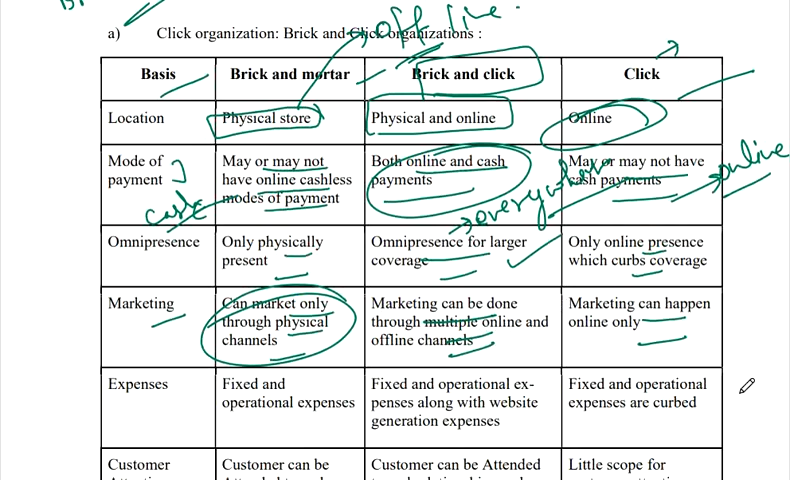 off line.
a) Click organization: Brick and Click organizations :
Basis
Brick and mortar
Brick and click
Click
Location
Physical store
Physical and online
Online
Mode of
payment
May or may not
have online cashless
modes of payment
Both online and cash
payments
May or may not have
cash payments
online
cash
everywhere
Omnipresence
Only physically
present
Omnipresence for larger
coverage
Only online presence
which curbs coverage
Marketing
Can market only
through physical
channels
Marketing can be done
through multiple online and
offline channels
Marketing can happen
online only
Expenses
Fixed and
operational expenses
Fixed and operational ex-
penses along with website
generation expenses
Fixed and operational
expenses are curbed
Customer
Customer can be
Customer can be Attended
Little scope for